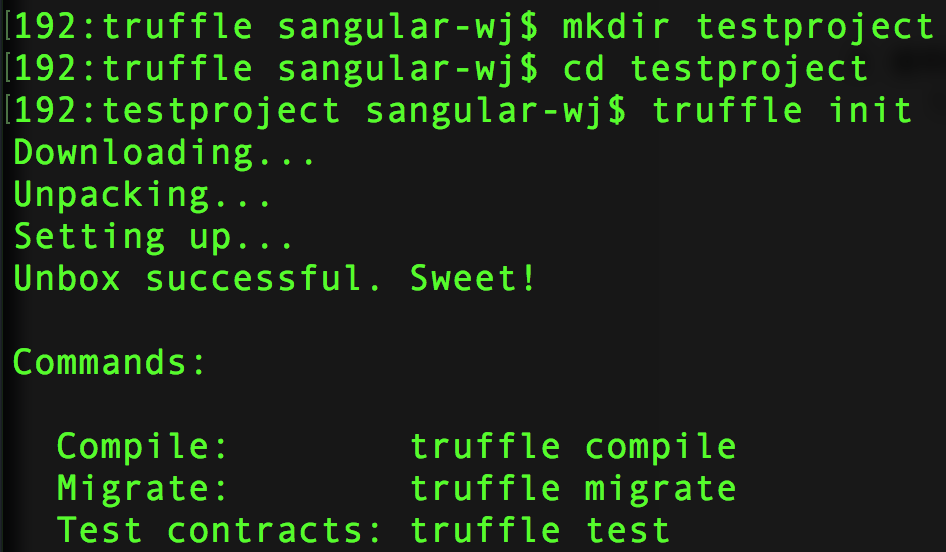 [192:truffle sangular-wj$ mkdir testproject
[192:truffle sangular-wj$ cd testproject
[192:testproject sangular-wj$ truffle init
Downloading...
Unpacking...
Setting up...
Unbox successful. Sweet!

Commands:

  Compile:        truffle compile
  Migrate:        truffle migrate
  Test contracts: truffle test